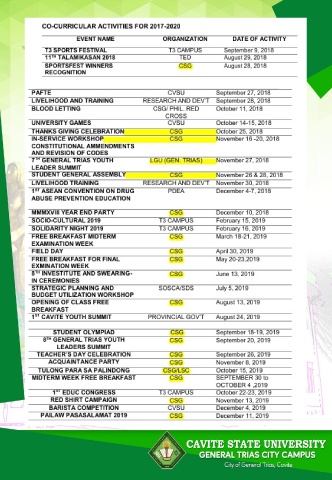 CO-CURRICULAR ACTIVITIES FOR 2017-2020
EVENT NAME ORGANIZATION DATE OF ACTIVITY
T3 SPORTS FESTIVAL T3 CAMPUS September 9, 2018
11TH TALAMIKASAN 2018 TED August 29, 2018
SPORTSFEST WINNERS CSG August 28, 2018
RECOGNITION
PAFTE CVSU September 27, 2018
LIVELIHOOD AND TRAINING RESEARCH AND DEV'T September 28, 2018
BLOOD LETTING CSG/ PHIL. RED October 11, 2018
CROSS
UNIVERSITY GAMES CVSU October 14-15, 2018
THANKS GIVING CELEBRATION CSG October 25, 2018
IN-SERVICE WORKSHOP CSG November 16 -20, 2018
CONSTITUTIONAL AMMENDMENTS
AND REVISION OF CODES
7TH GENERAL TRIAS YOUTH LGU (GEN. TRIAS) November 27, 2018
LEADER SUMMIT
STUDENT GENERAL ASSEMBLY CSG November 26 & 28, 2018
LIVELIHOOD TRAINING RESEARCH AND DEV'T November 30, 2018
1ST ASEAN CONVENTION ON DRUG PDEA December 4-7, 2018
ABUSE PREVENTION EDUCATION
MMMXVIII YEAR END PARTY CSG December 10, 2018
SOCIO-CULTURAL 2019 T3 CAMPUS February 15, 2019
SOLIDARITY NIGHT 2019 T3 CAMPUS February 16, 2019
FREE BREAKFAST MIDTERM CSG March 18-21, 2019
EXAMINATION WEEK
FIELD DAY CSG April 30, 2019
FREE BREAKFAST FOR FINAL CSG May 20-23,2019
EXMINATION WEEK
8TH INVESTITUTE AND SWEARING- CSG June 13, 2019
IN CEREMONIES
STRATEGIC PLANNING AND SOSCA/SDS July 5, 2019
BUDGET UTILIZATION WORKSHOP
OPENING OF CLASS FREE CSG August 13, 2019
BREAKFAST
1ST CAVITE YOUTH SUMMIT PROVINCIAL GOV'T August 24, 2019
STUDENT OLYMPIAD CSG September 18-19, 2019
8TH GENERAL TRIAS YOUTH CSG September 20, 2019
LEADERS SUMMIT
TEACHER'S DAY CELEBRATION CSG September 26, 2019
ACQUAINTANCE PARTY CSG November 8, 2019
TULONG PARA SA PALINDONG CSG/LSC October 15, 2019
MIDTERM WEEK FREE BREAKFAST CSG SEPTEMBER 30 to
OCTOBER 4 ,2019
1ST EDUC CONGRESS T3 CAMPUS October 22-23, 2019
RED SHIRT CAMPAIGN CSG November 13, 2019
BARISTA COMPETITION CVSU December 4, 2019
PAILAW PASASALAMAT 2019 CSG December 11, 2019
CAVITE STATE UNIVERSITY
GENERAL TRIAS CITY CAMPUS
City of General Trias, Cavite